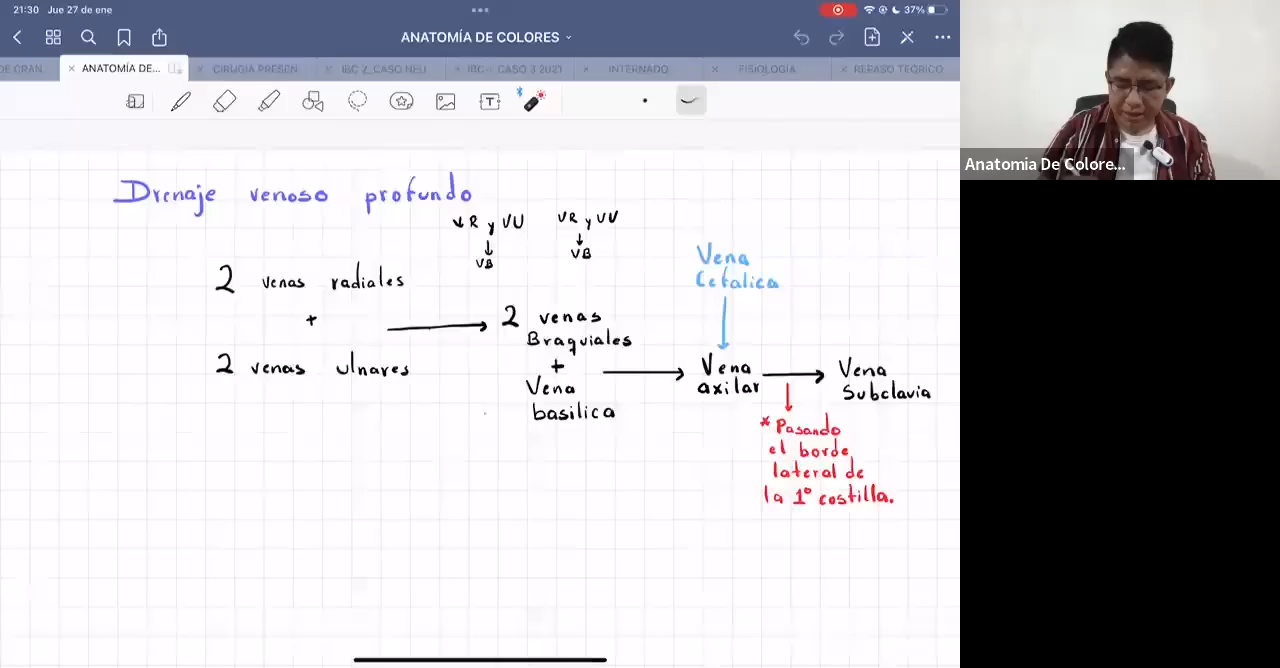 21:30 Jue 27 de ene
37%
ANATOMÍA DE COLORES
DE GRAN
ANATOMÍA DE...
CIRUGIA PRESEN
IBC 2_CASO NEU
IBC-- CASO 3 2021
INTERNADO
FISIOLOGIA
REPASO TEÓRICO
Anatomia De Colore...
Drenaje venoso profundo
VR y VU
VB
VR y VU
VB
2 venas radiales
+
2 venas ulnares
2 venas
Braquiales
+
Vena
basilica
Vena
Cefalica
Vena
axilar
Vena
Subclavia
* Pasando
el borde
lateral de
la 1° costilla.